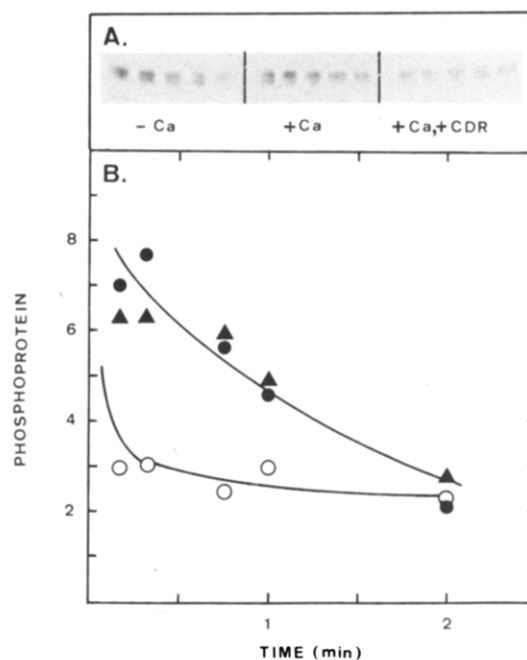 A.
- Ca +Ca +Ca,+CDR
B.
8
6
4
2
PHOSPHOPROTEIN
1 2
TIME (min)